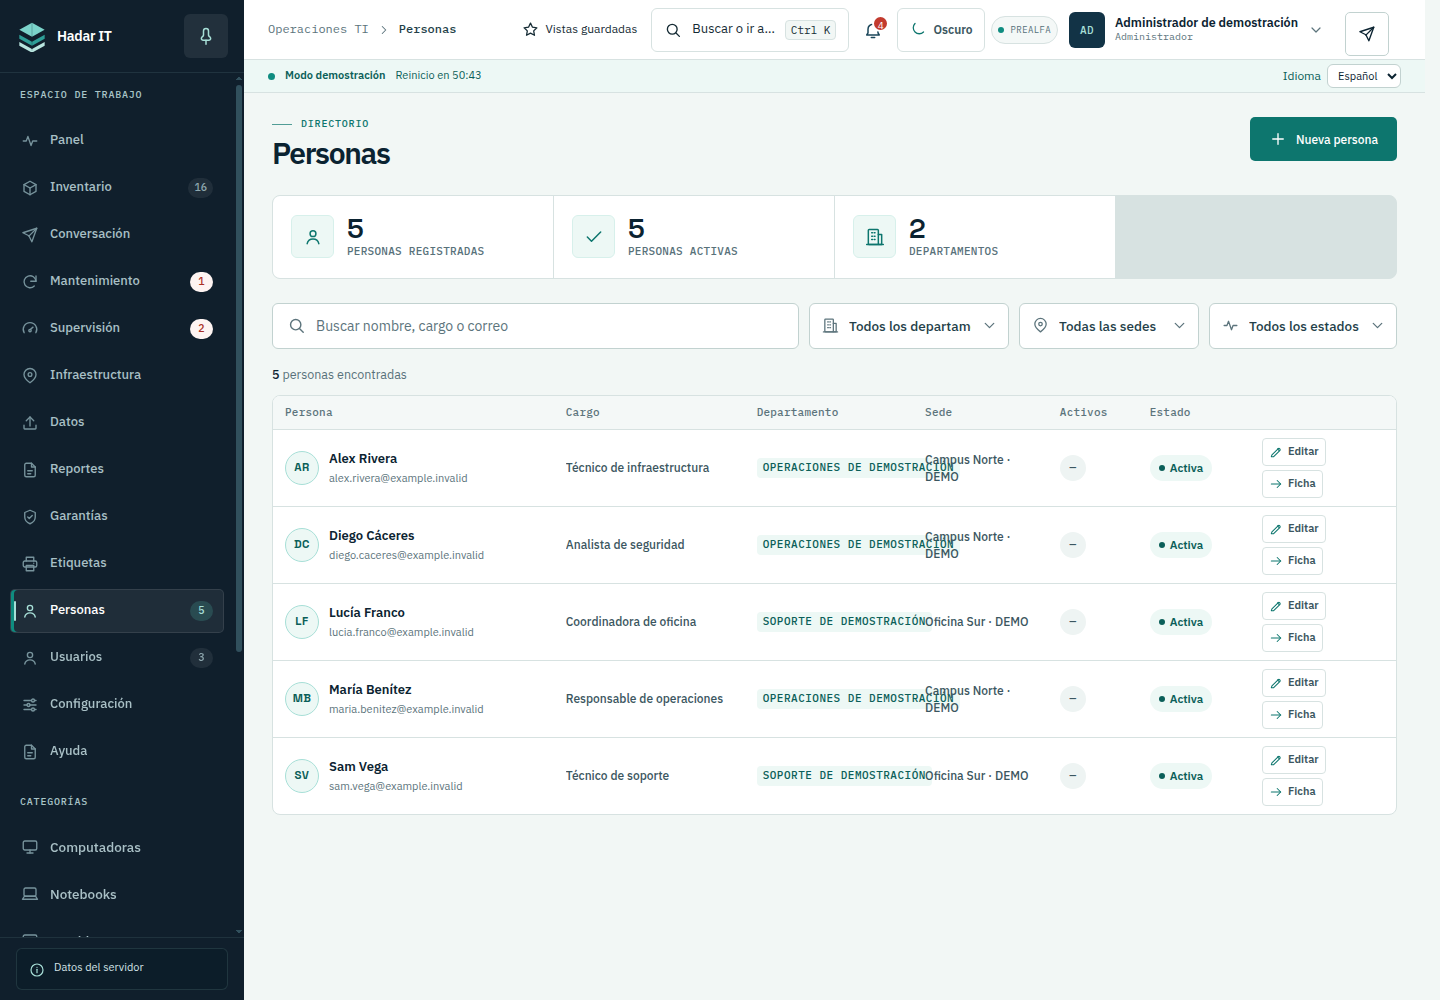 Hadar IT
ESPACIO DE TRABAJO
Panel
Inventario 16
Conversación
Mantenimiento 1
Supervisión 2
Infraestructura
Datos
Reportes
Garantías
Etiquetas
Personas 5
Usuarios 3
Configuración
Ayuda
CATEGORÍAS
Computadoras
Notebooks
Datos del servidor
Operaciones TI > Personas
Vistas guardadas
Buscar o ir a... Ctrl K
4
Oscuro
PREALFA
AD
Administrador de demostración
Administrador
Modo demostración Reinicio en 50:43
Idioma Español
DIRECTORIO
Personas
Nueva persona
5
PERSONAS REGISTRADAS
5
PERSONAS ACTIVAS
2
DEPARTAMENTOS
Buscar nombre, cargo o correo
Todos los departam
Todas las sedes
Todos los estados
5 personas encontradas
Persona Cargo Departamento Sede Activos Estado
AR Alex Rivera
alex.rivera@example.invalid
Técnico de infraestructura
OPERACIONES DE DEMOSTRACIÓN
Campus Norte ·
DEMO
–
Activa
Editar
Ficha
DC Diego Cáceres
diego.caceres@example.invalid
Analista de seguridad
OPERACIONES DE DEMOSTRACIÓN
Campus Norte ·
DEMO
–
Activa
Editar
Ficha
LF Lucía Franco
lucia.franco@example.invalid
Coordinadora de oficina
SOPORTE DE DEMOSTRACIÓN
Oficina Sur · DEMO
–
Activa
Editar
Ficha
MB María Benítez
maria.benitez@example.invalid
Responsable de operaciones
OPERACIONES DE DEMOSTRACIÓN
Campus Norte ·
DEMO
–
Activa
Editar
Ficha
SV Sam Vega
sam.vega@example.invalid
Técnico de soporte
SOPORTE DE DEMOSTRACIÓN
Oficina Sur · DEMO
–
Activa
Editar
Ficha